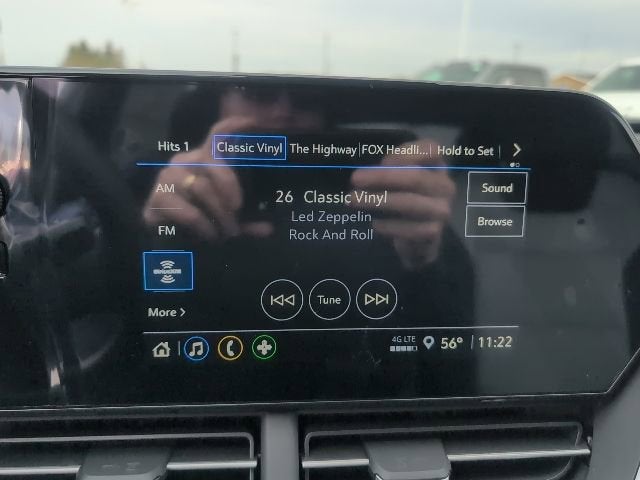 Hits 1 Classic Vinyl The Highway FOX Headli... Hold to Set
AM
26 Classic Vinyl
Sound
Led Zeppelin
FM
Rock And Roll
Browse
SiriusXM
Tune
More
4G LTE
56° 11:22